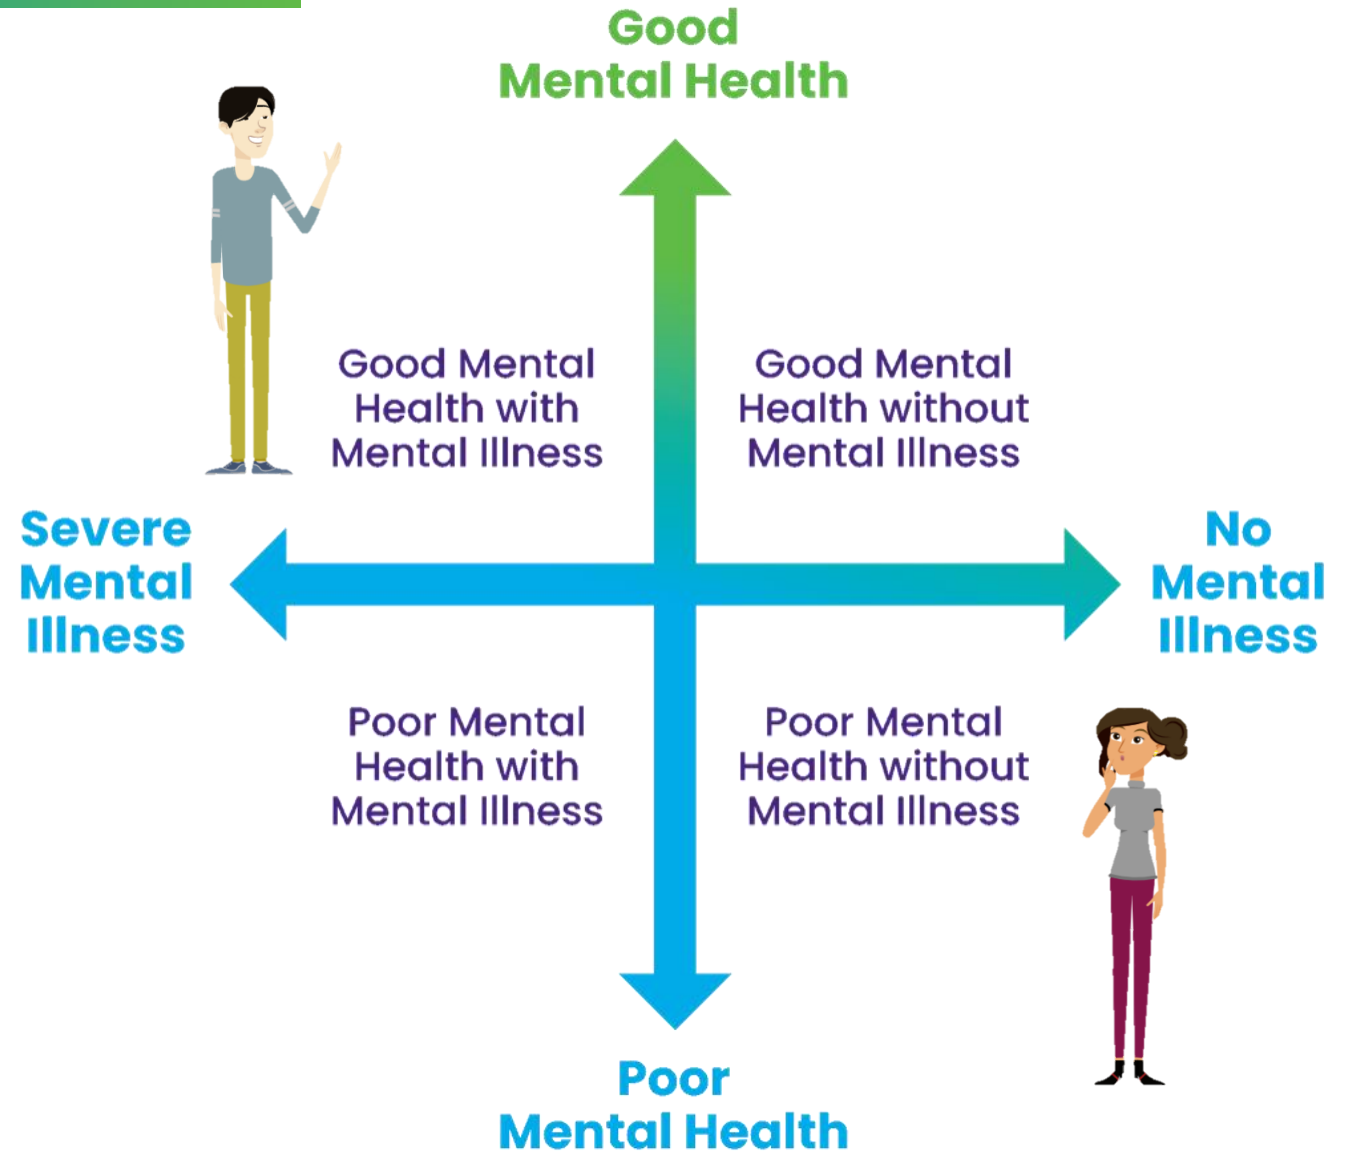 Good
Mental Health
Good Mental
Health with
Mental Illness
Good Mental
Health without
Mental Illness
Severe
Mental
Illness
No
Mental
Illness
Poor Mental
Health with
Mental Illness
Poor Mental
Health without
Mental Illness
Poor
Mental Health